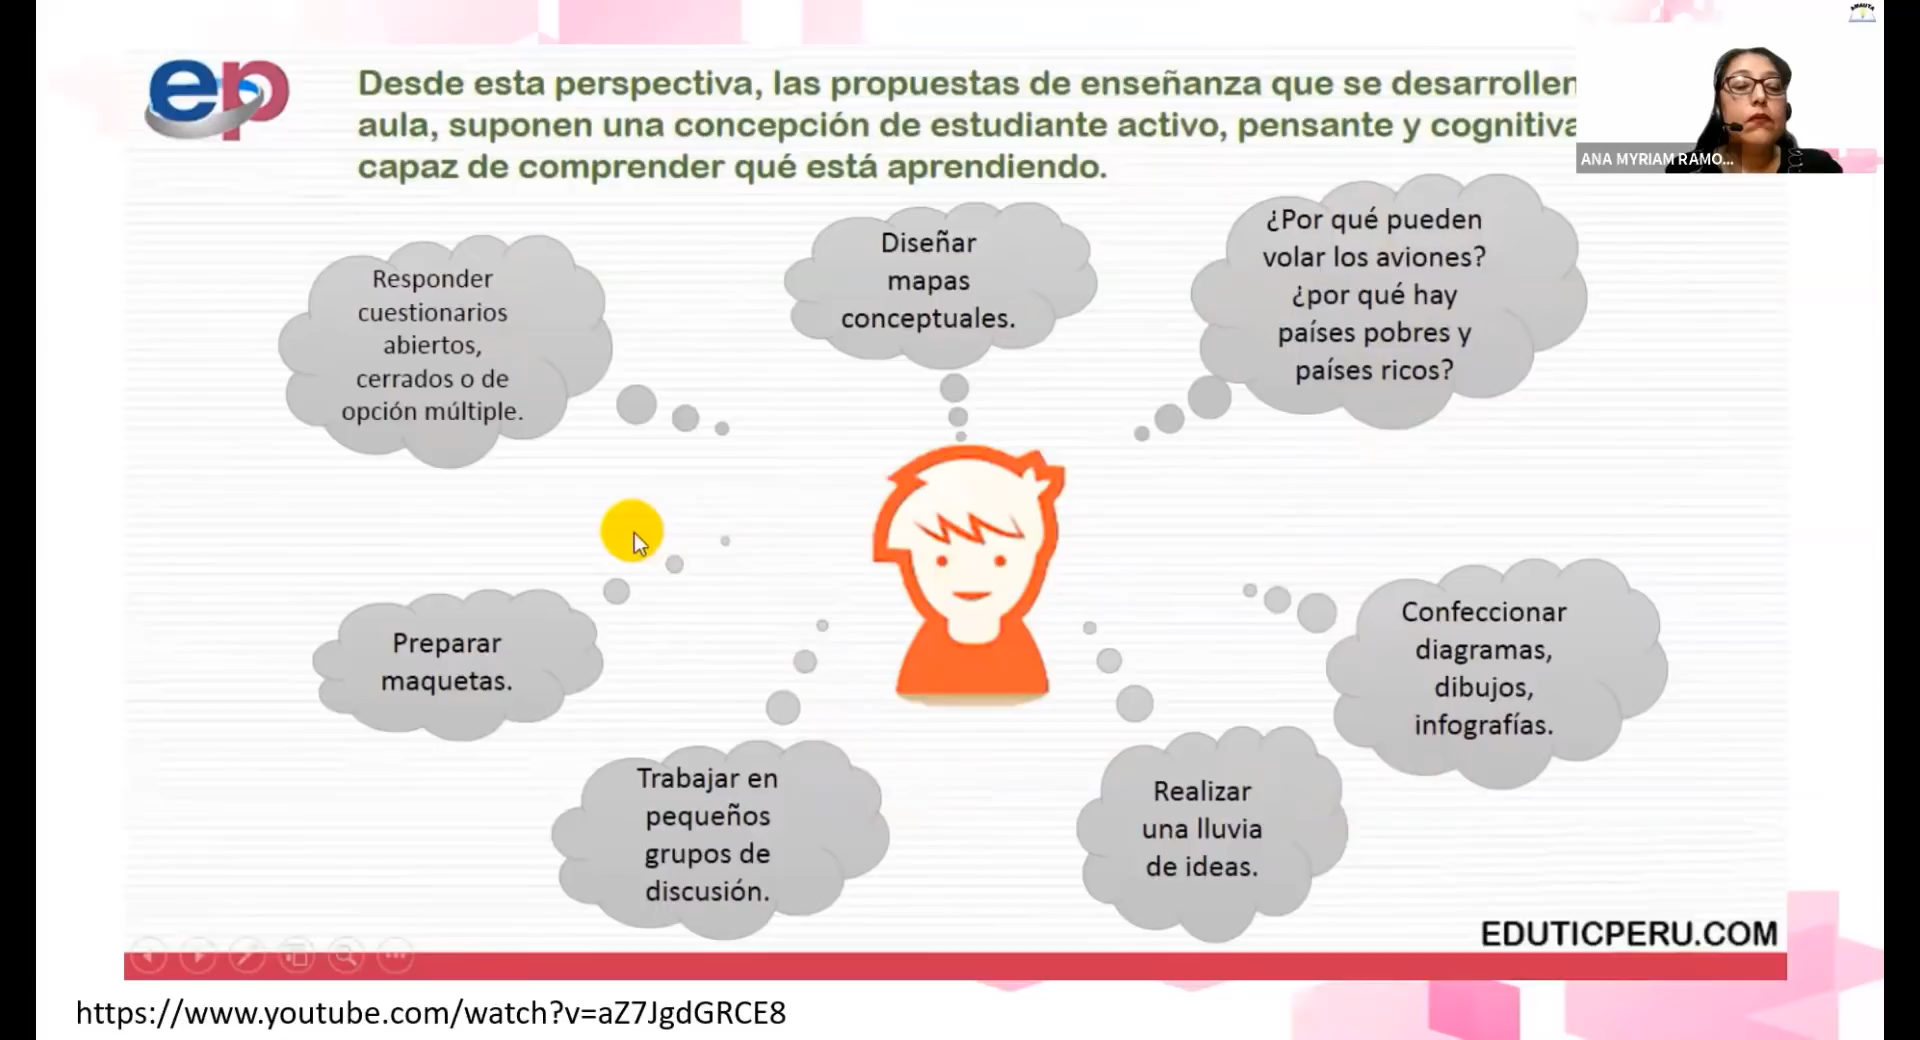 AMAUTA
ep
Desde esta perspectiva, las propuestas de enseñanza que se desarrollen
aula, suponen una concepción de estudiante activo, pensante y cognitiva
capaz de comprender qué está aprendiendo.
ANA MYRIAM RAMO...
Responder
cuestionarios
abiertos,
cerrados o de
opción múltiple.
Diseñar
mapas
conceptuales.
¿Por qué pueden
volar los aviones?
¿por qué hay
países pobres y
países ricos?
Preparar
maquetas.
Confeccionar
diagramas,
dibujos,
infografías.
Trabajar en
pequeños
grupos de
discusión.
Realizar
una lluvia
de ideas.
EDUTICPERU.COM
https://www.youtube.com/watch?v=aZ7JgdGRCE8